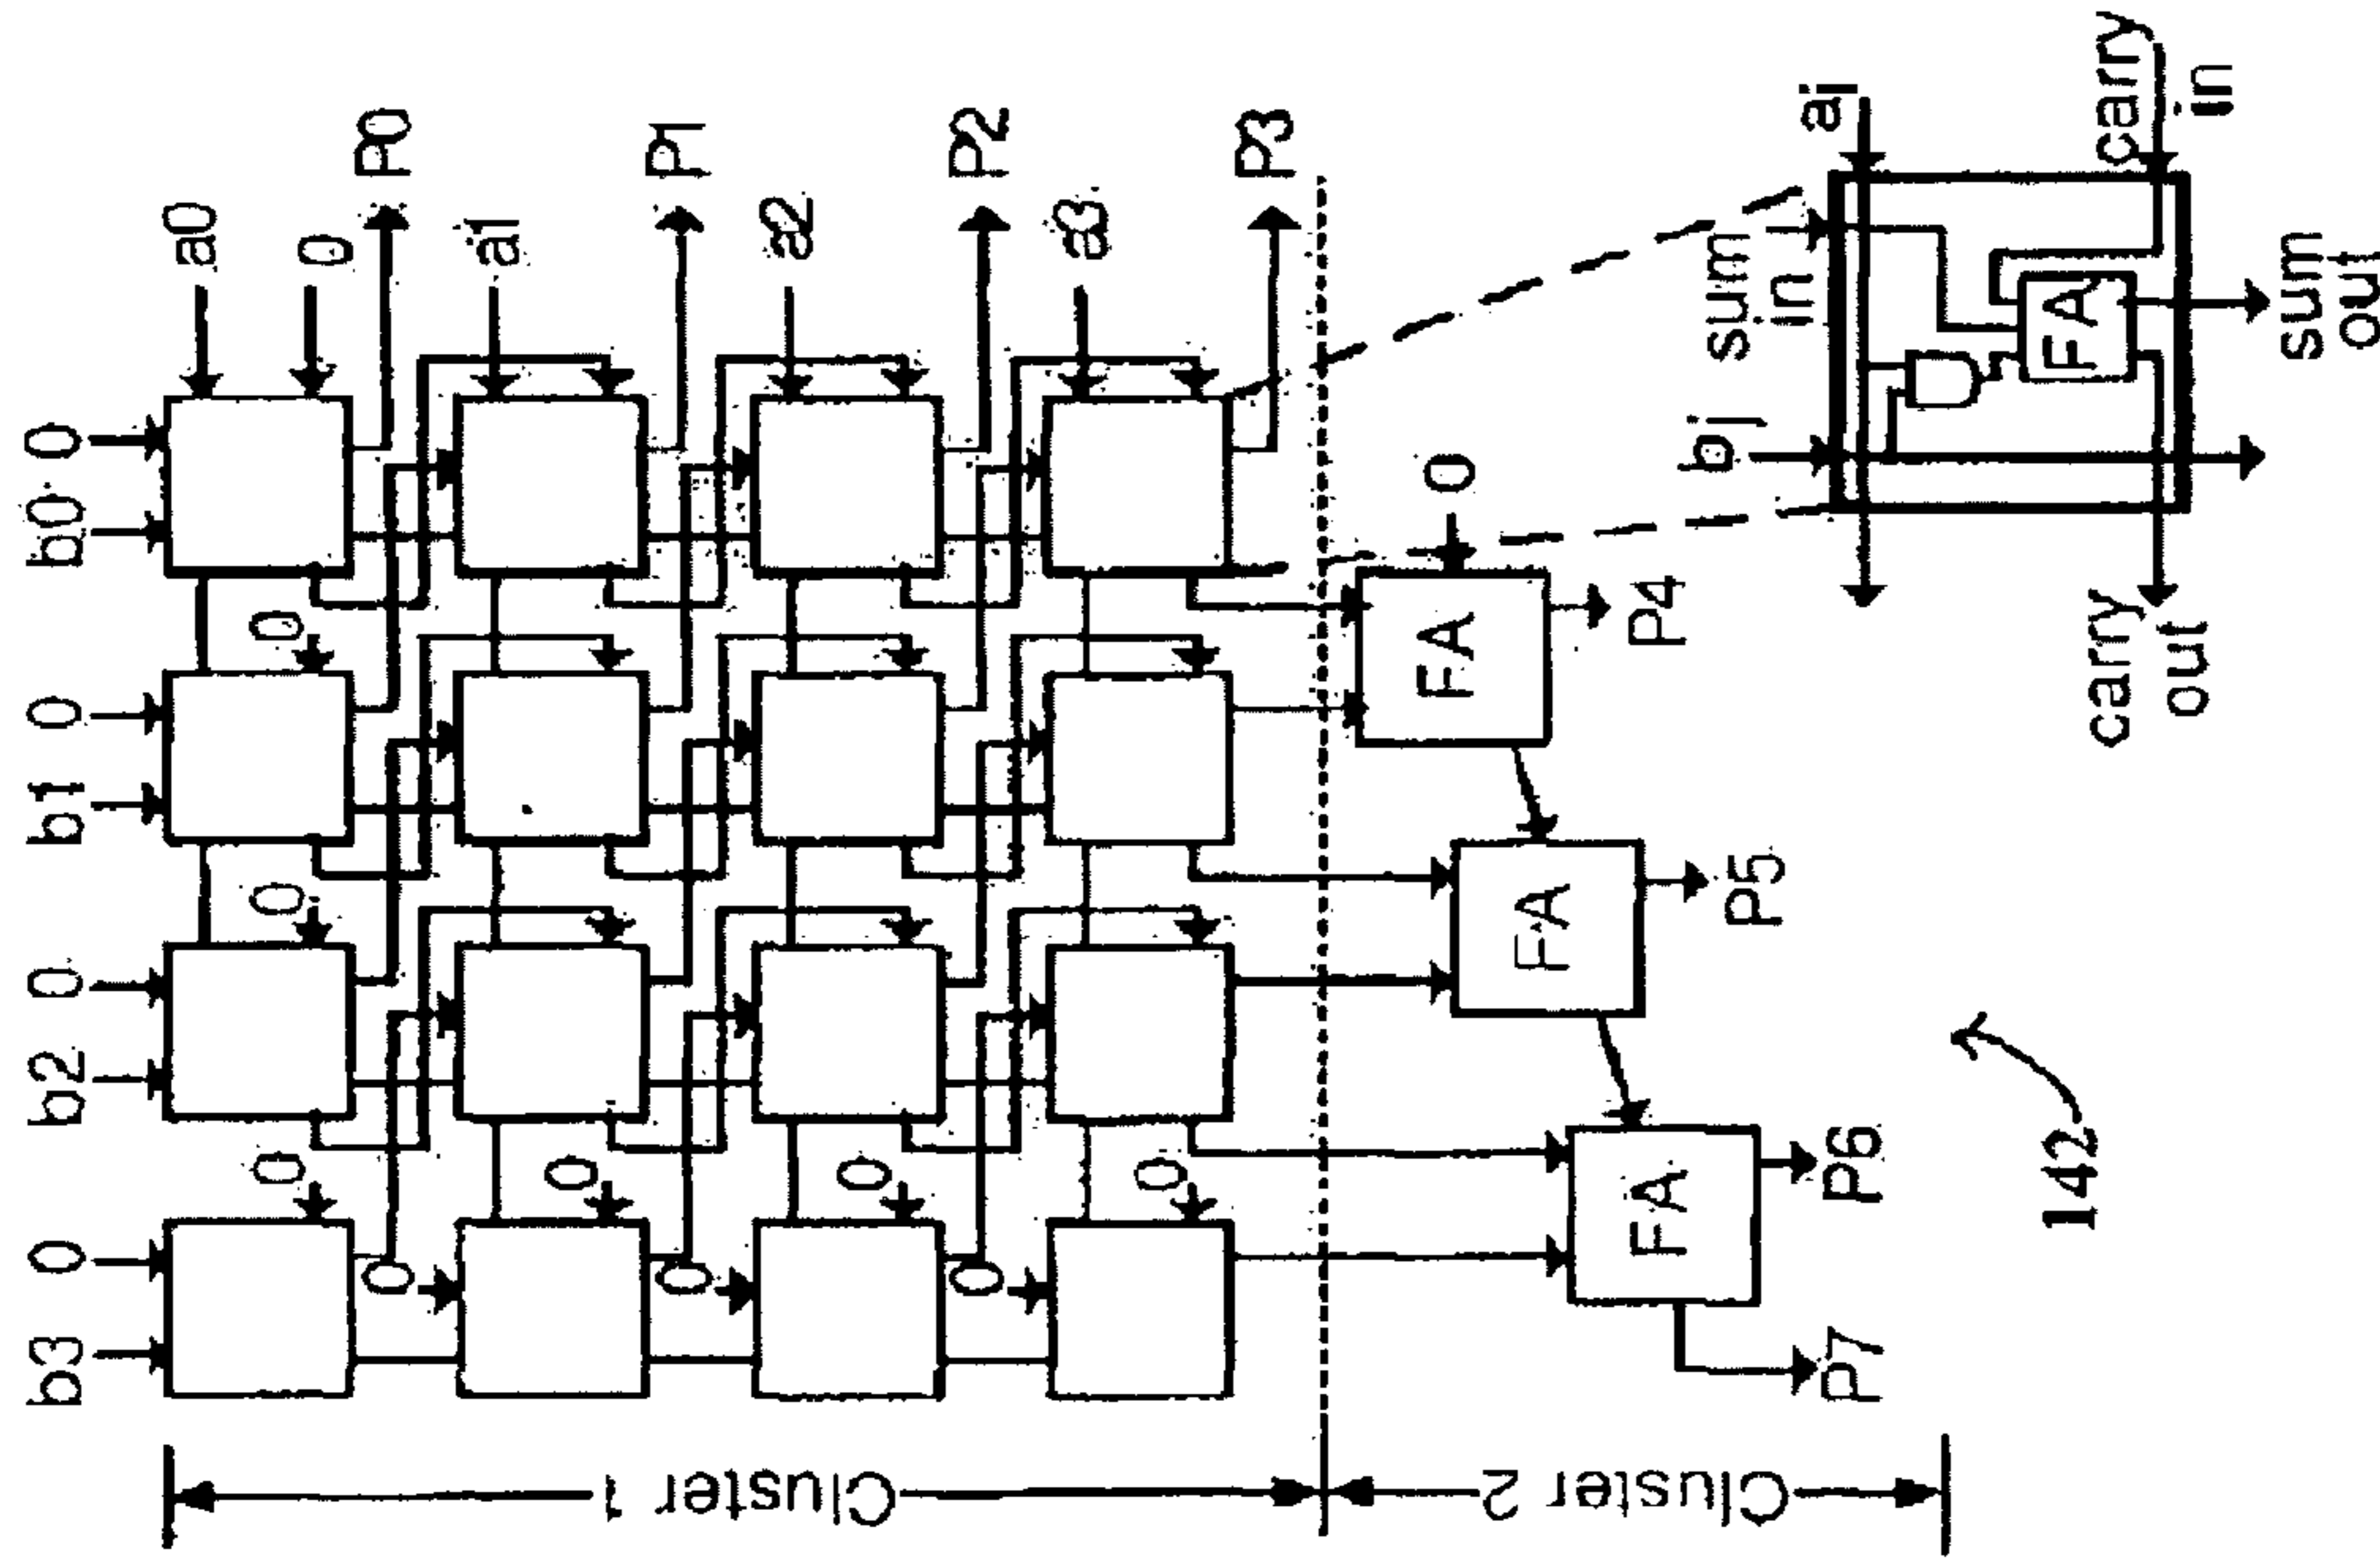 b3 0 b2 0 b1 0 b0 0
a0
0 0 0 0
0 P0
a1
0
0 P1
a2
0
0 P2
a3
0
P3
Cluster 1
FA 0
P4
FA
P5
FA
P7 P6
Cluster 2
142
bj sum in
ai
FA
carry out
carry in
sum out